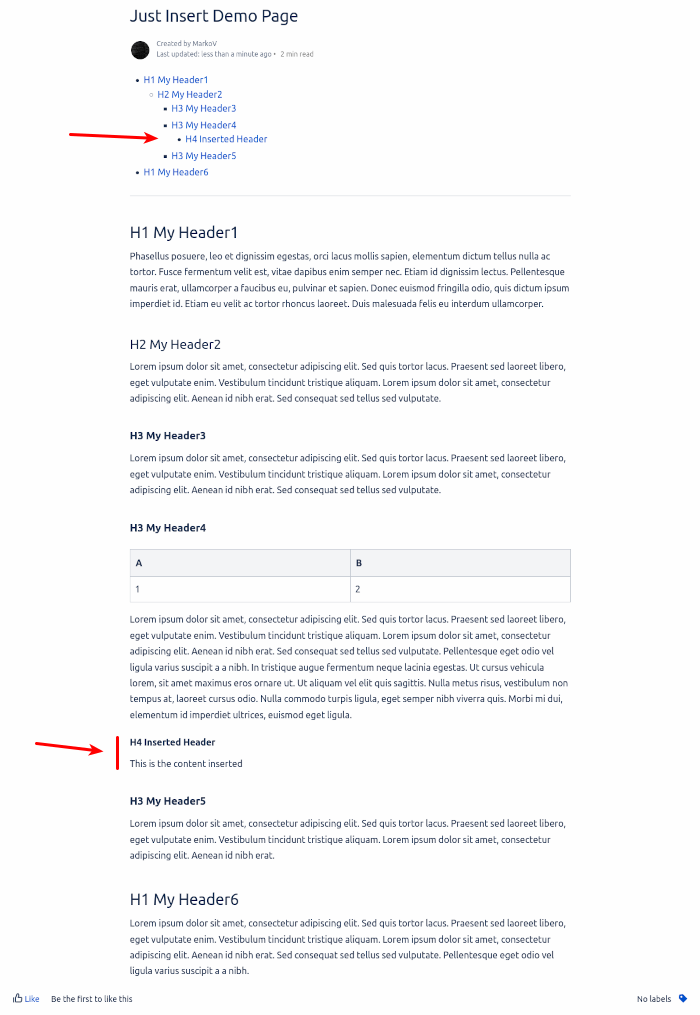 Just Insert Demo Page
Created by MarkoV
Last updated: less than a minute ago • 2 min read
• H1 My Header1
○ H2 My Header2
▪ H3 My Header3
▪ H3 My Header4
• H4 Inserted Header
▪ H3 My Header5
• H1 My Header6
H1 My Header1
Phasellus posuere, leo et dignissim egestas, orci lacus mollis sapien, elementum dictum tellus nulla ac
tortor. Fusce fermentum velit est, vitae dapibus enim semper nec. Etiam id dignissim lectus. Pellentesque
mauris erat, ullamcorper a faucibus eu, pulvinar et sapien. Donec euismod fringilla odio, quis dictum ipsum
imperdiet id. Etiam eu velit ac tortor rhoncus laoreet. Duis malesuada felis eu interdum ullamcorper.
H2 My Header2
Lorem ipsum dolor sit amet, consectetur adipiscing elit. Sed quis tortor lacus. Praesent sed laoreet libero,
eget vulputate enim. Vestibulum tincidunt tristique aliquam. Lorem ipsum dolor sit amet, consectetur
adipiscing elit. Aenean id nibh erat. Sed consequat sed tellus sed vulputate.
H3 My Header3
Lorem ipsum dolor sit amet, consectetur adipiscing elit. Sed quis tortor lacus. Praesent sed laoreet libero,
eget vulputate enim. Vestibulum tincidunt tristique aliquam. Lorem ipsum dolor sit amet, consectetur
adipiscing elit. Aenean id nibh erat. Sed consequat sed tellus sed vulputate.
H3 My Header4
A B
1 2
Lorem ipsum dolor sit amet, consectetur adipiscing elit. Sed quis tortor lacus. Praesent sed laoreet libero,
eget vulputate enim. Vestibulum tincidunt tristique aliquam. Lorem ipsum dolor sit amet, consectetur
adipiscing elit. Aenean id nibh erat. Sed consequat sed tellus sed vulputate. Pellentesque eget odio vel
ligula varius suscipit a a nibh. In tristique augue fermentum neque lacinia egestas. Ut cursus vehicula
lorem, sit amet maximus eros ornare ut. Ut aliquam vel elit quis sagittis. Nulla metus risus, vestibulum non
tempus at, laoreet cursus odio. Nulla commodo turpis ligula, eget semper nibh viverra quis. Morbi mi dui,
elementum id imperdiet ultrices, euismod eget ligula.
H4 Inserted Header
This is the content inserted
H3 My Header5
Lorem ipsum dolor sit amet, consectetur adipiscing elit. Sed quis tortor lacus. Praesent sed laoreet libero,
eget vulputate enim. Vestibulum tincidunt tristique aliquam. Lorem ipsum dolor sit amet, consectetur
adipiscing elit. Aenean id nibh erat.
H1 My Header6
Lorem ipsum dolor sit amet, consectetur adipiscing elit. Sed quis tortor lacus. Praesent sed laoreet libero,
eget vulputate enim. Vestibulum tincidunt tristique aliquam. Lorem ipsum dolor sit amet, consectetur
adipiscing elit. Aenean id nibh erat. Sed consequat sed tellus sed vulputate. Pellentesque eget odio vel
ligula varius suscipit a a nibh.
Like Be the first to like this No labels